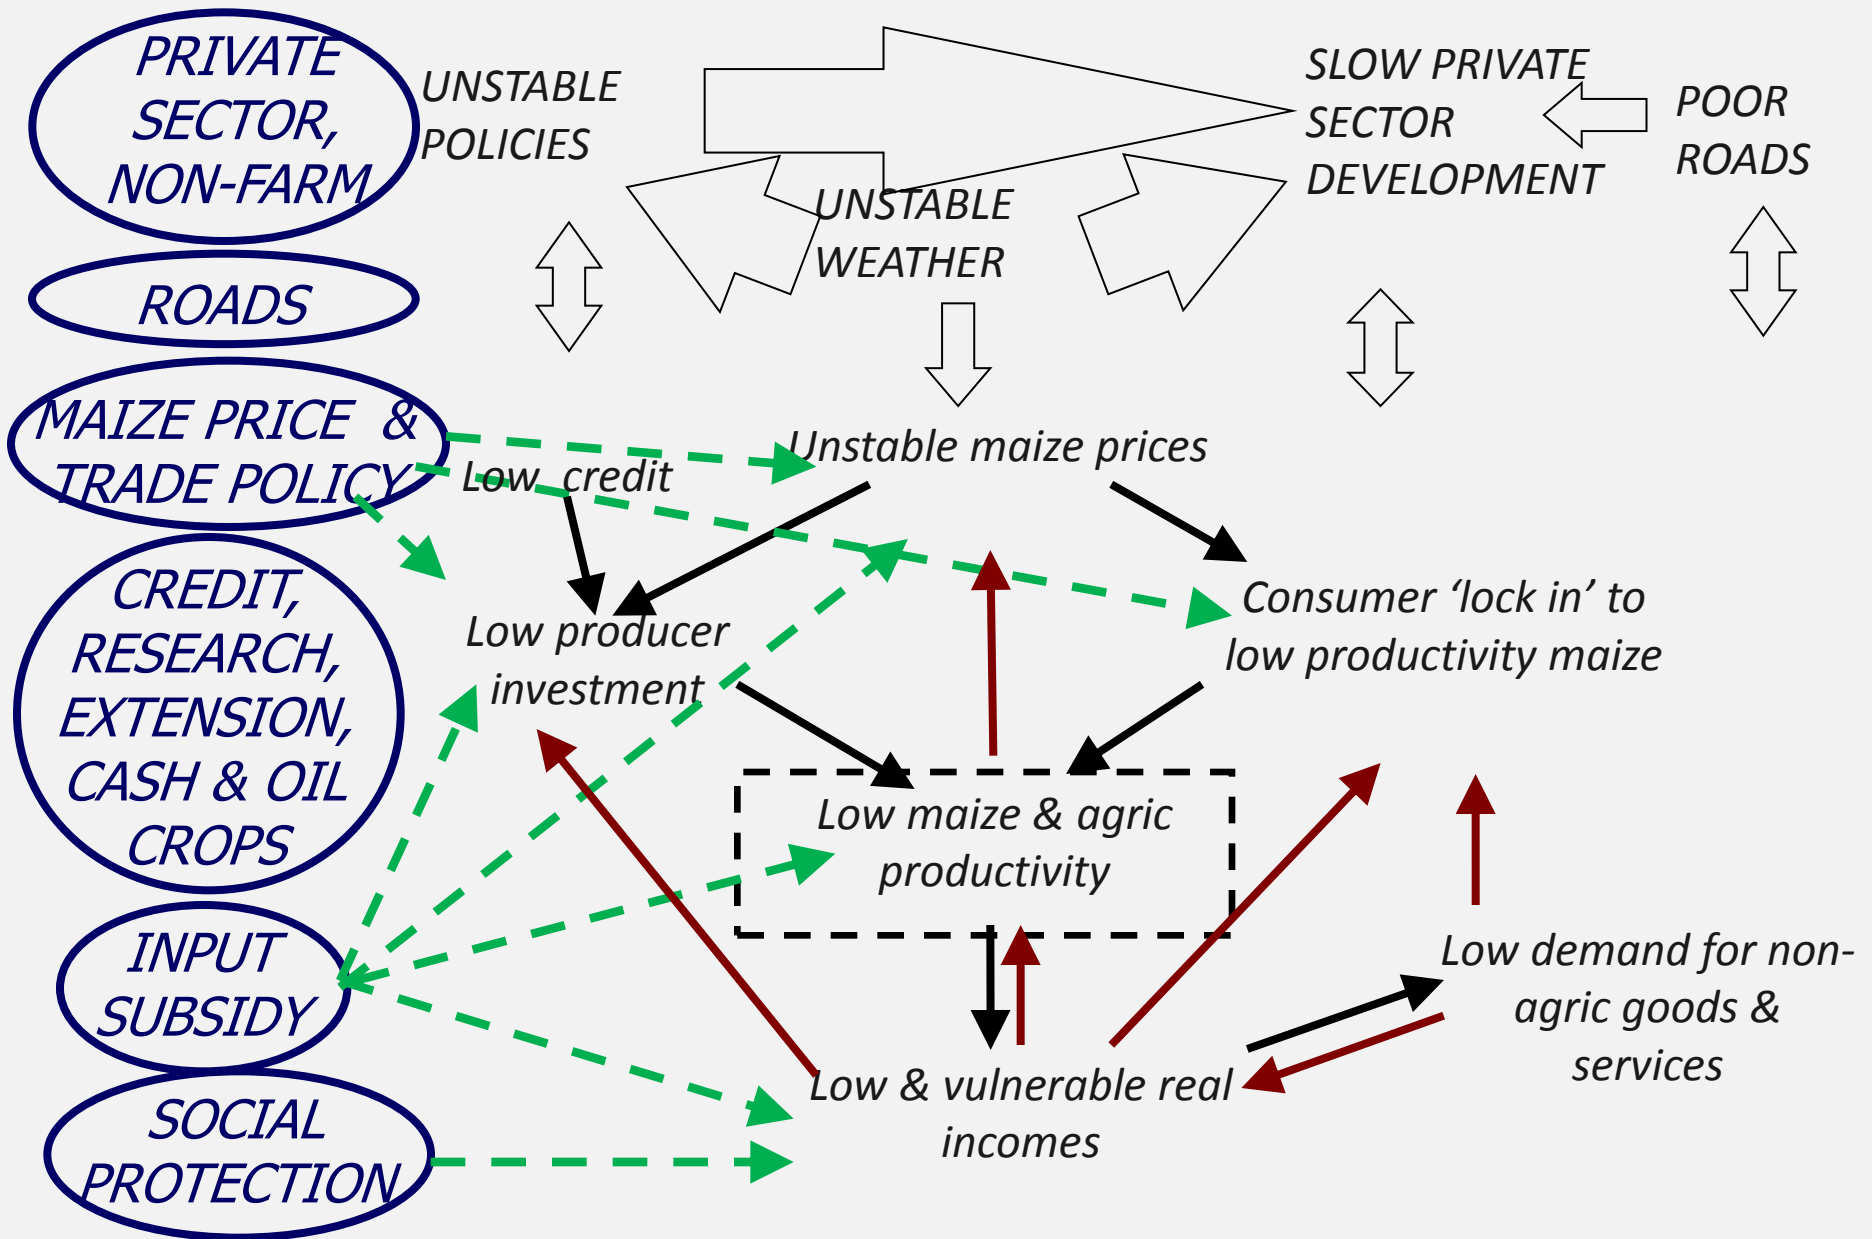 PRIVATE
SECTOR,
NON-FARM
ROADS
MAIZE PRICE  &
TRADE POLICY
CREDIT,
RESEARCH,
EXTENSION,
CASH & OIL
CROPS
INPUT
SUBSIDY
SOCIAL
PROTECTION
UNSTABLE
POLICIES
UNSTABLE
WEATHER
SLOW PRIVATE
SECTOR
DEVELOPMENT
POOR
ROADS
Unstable maize prices
Low  credit
Low producer
investment
Consumer ‘lock in’ to
low productivity maize
Low maize & agric
productivity
Low demand for non-
agric goods &
services
Low & vulnerable real
incomes